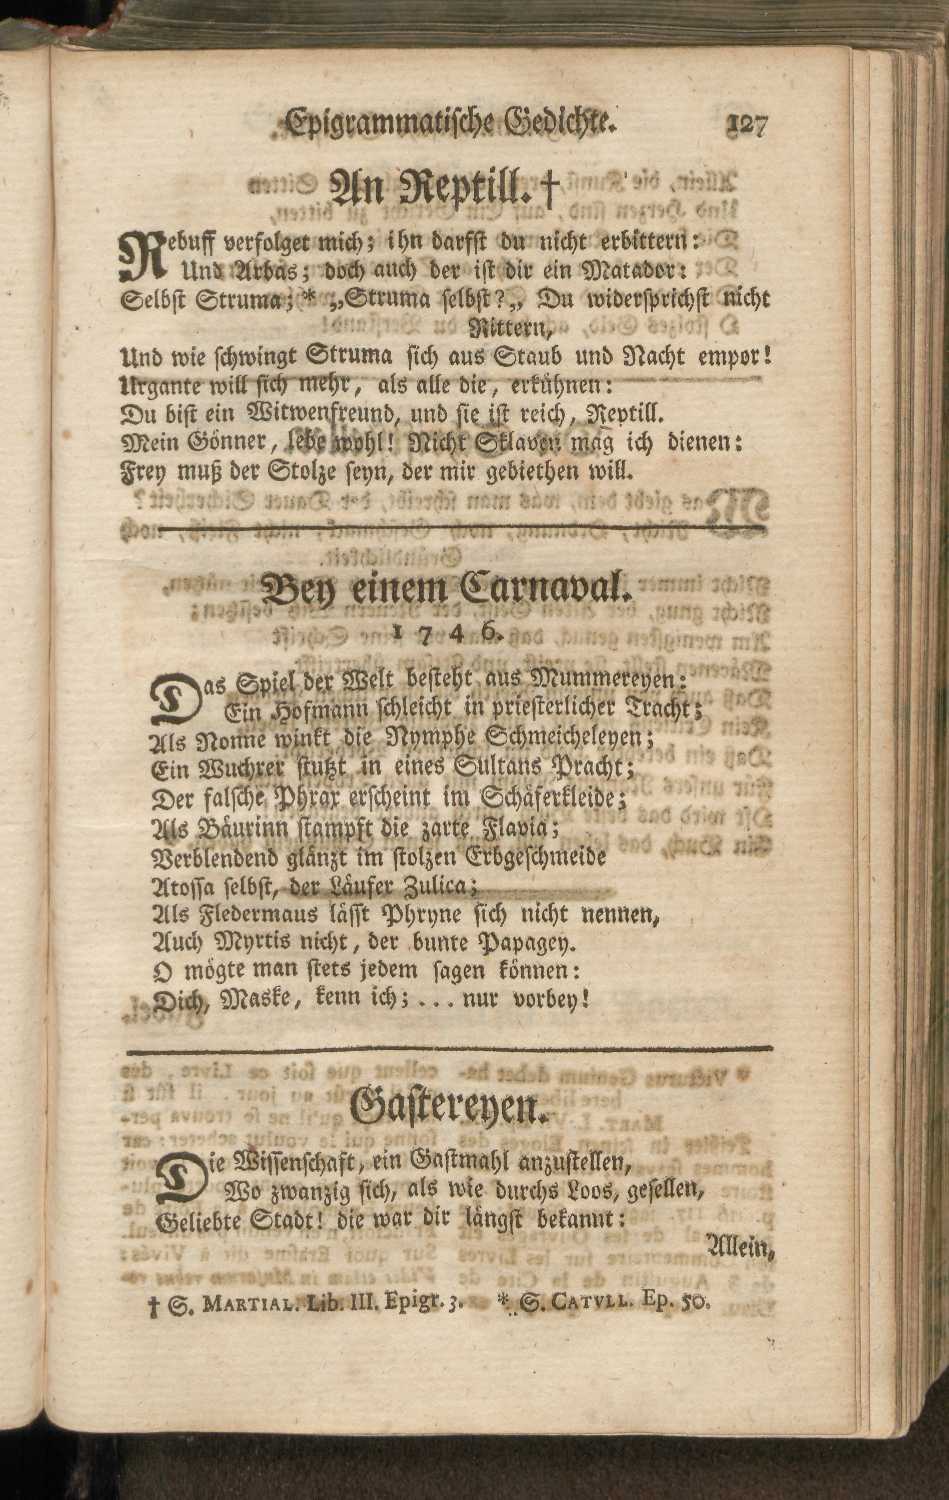 Epigrammatische Gedichte. 127
An Reptill. †
Rebuff verfolget mich; ihn darfst du nicht erbittern:
Und Arbas; doch auch der ist dir ein Matador:
Selbst Struma; * „Struma selbst?„ Du widersprichst nicht
Rittern,
Und wie schwingt Struma sich aus Staub und Nacht empor!
Urgante will sich mehr, als alle die, erkühnen:
Du bist ein Witwenfreund, und sie ist reich, Reptill.
Mein Gönner, lebe wohl! Nicht Sklaven mag ich dienen:
Frey muß der Stolze seyn, der mir gebiethen will.
Bey einem Carnaval.
1746.
Das Spiel der Welt besteht aus Mummereyen:
Ein Hofmann schleicht in priesterlicher Tracht;
Als Nonne winkt die Nymphe Schmeicheleyen;
Ein Wuchrer stutzt in eines Sultans Pracht;
Der falsche Phrax erscheint im Schäferkleide;
Als Bäurinn stampft die zarte Flavia;
Verblendend glänzt im stolzen Erbgeschmeide
Atossa selbst, der Läufer Zulica;
Als Fledermaus lässt Phryne sich nicht nennen,
Auch Myrtis nicht, der bunte Papagey.
O mögte man stets jedem sagen können:
Dich, Maske, kenn ich; ... nur vorbey!
Gastereyen.
Die Wissenschaft, ein Gastmahl anzustellen,
Wo zwanzig sich, als wie durchs Loos, gesellen,
Geliebte Stadt! die war dir längst bekannt:
Allein,
† S. MARTIAL. Lib. III. Epigr. 3. * S. CATVLL. Ep. 50.